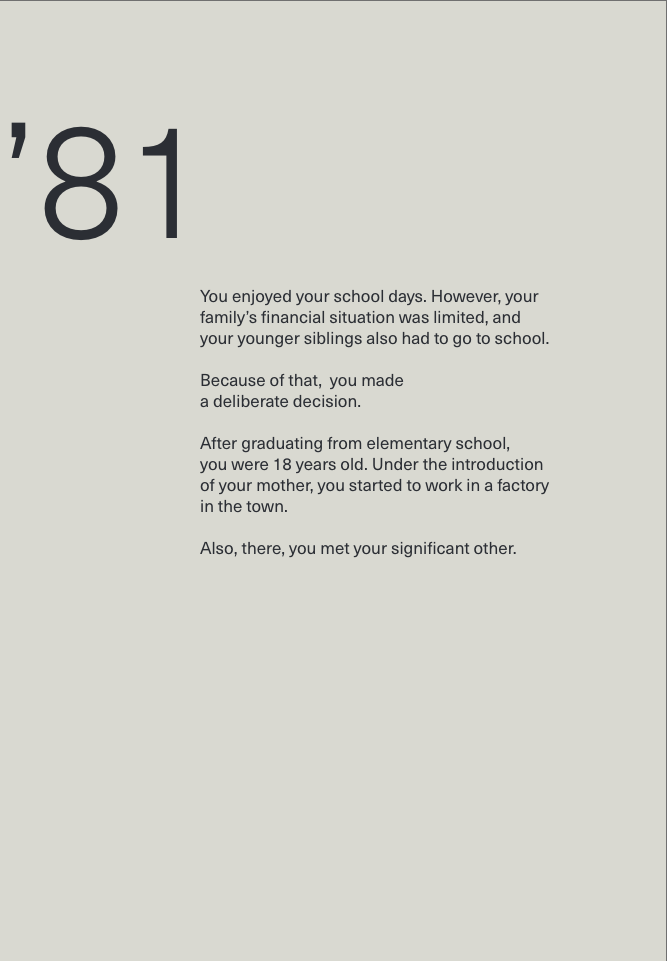 ’81
You enjoyed your school days. However, your
family’s financial situation was limited, and
your younger siblings also had to go to school.
Because of that,  you made
a deliberate decision.
After graduating from elementary school,
you were 18 years old. Under the introduction
of your mother, you started to work in a factory
in the town.
Also, there, you met your significant other.